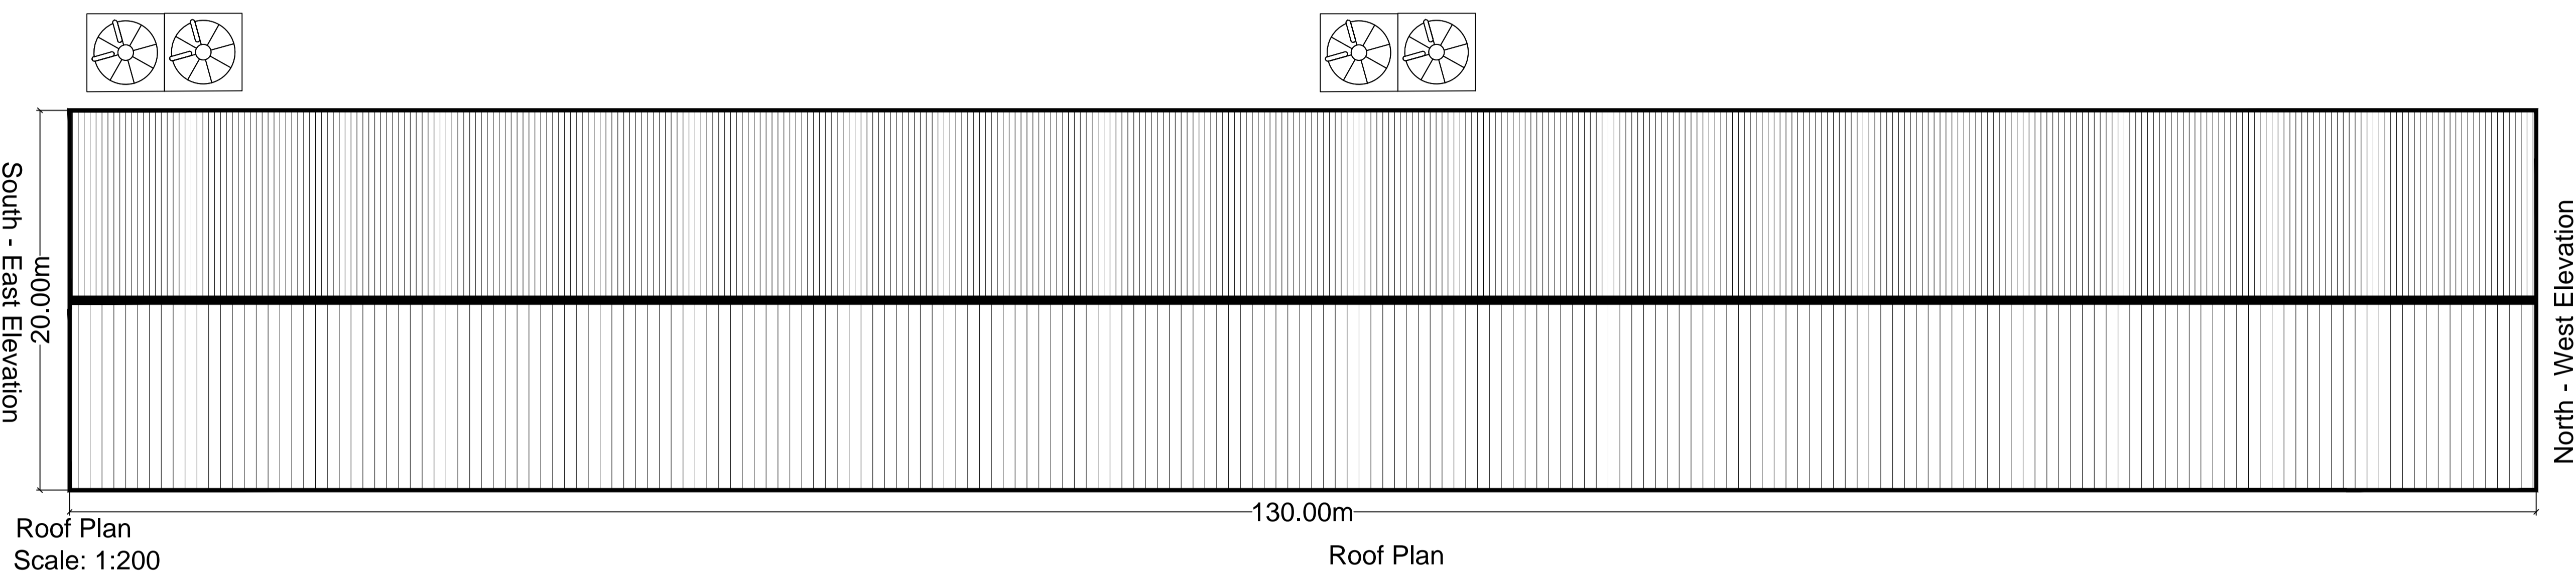 South - East Elevation
20.00m
North - West Elevation
130.00m
Roof Plan
Scale: 1:200
Roof Plan